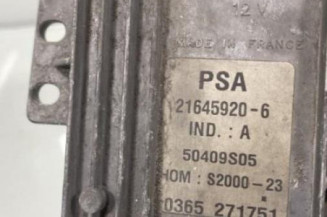 12 V
MADE IN FRANCE
PSA
21645920-6
IND. : A
50409S05
HOM : S2000-23
0365 271751